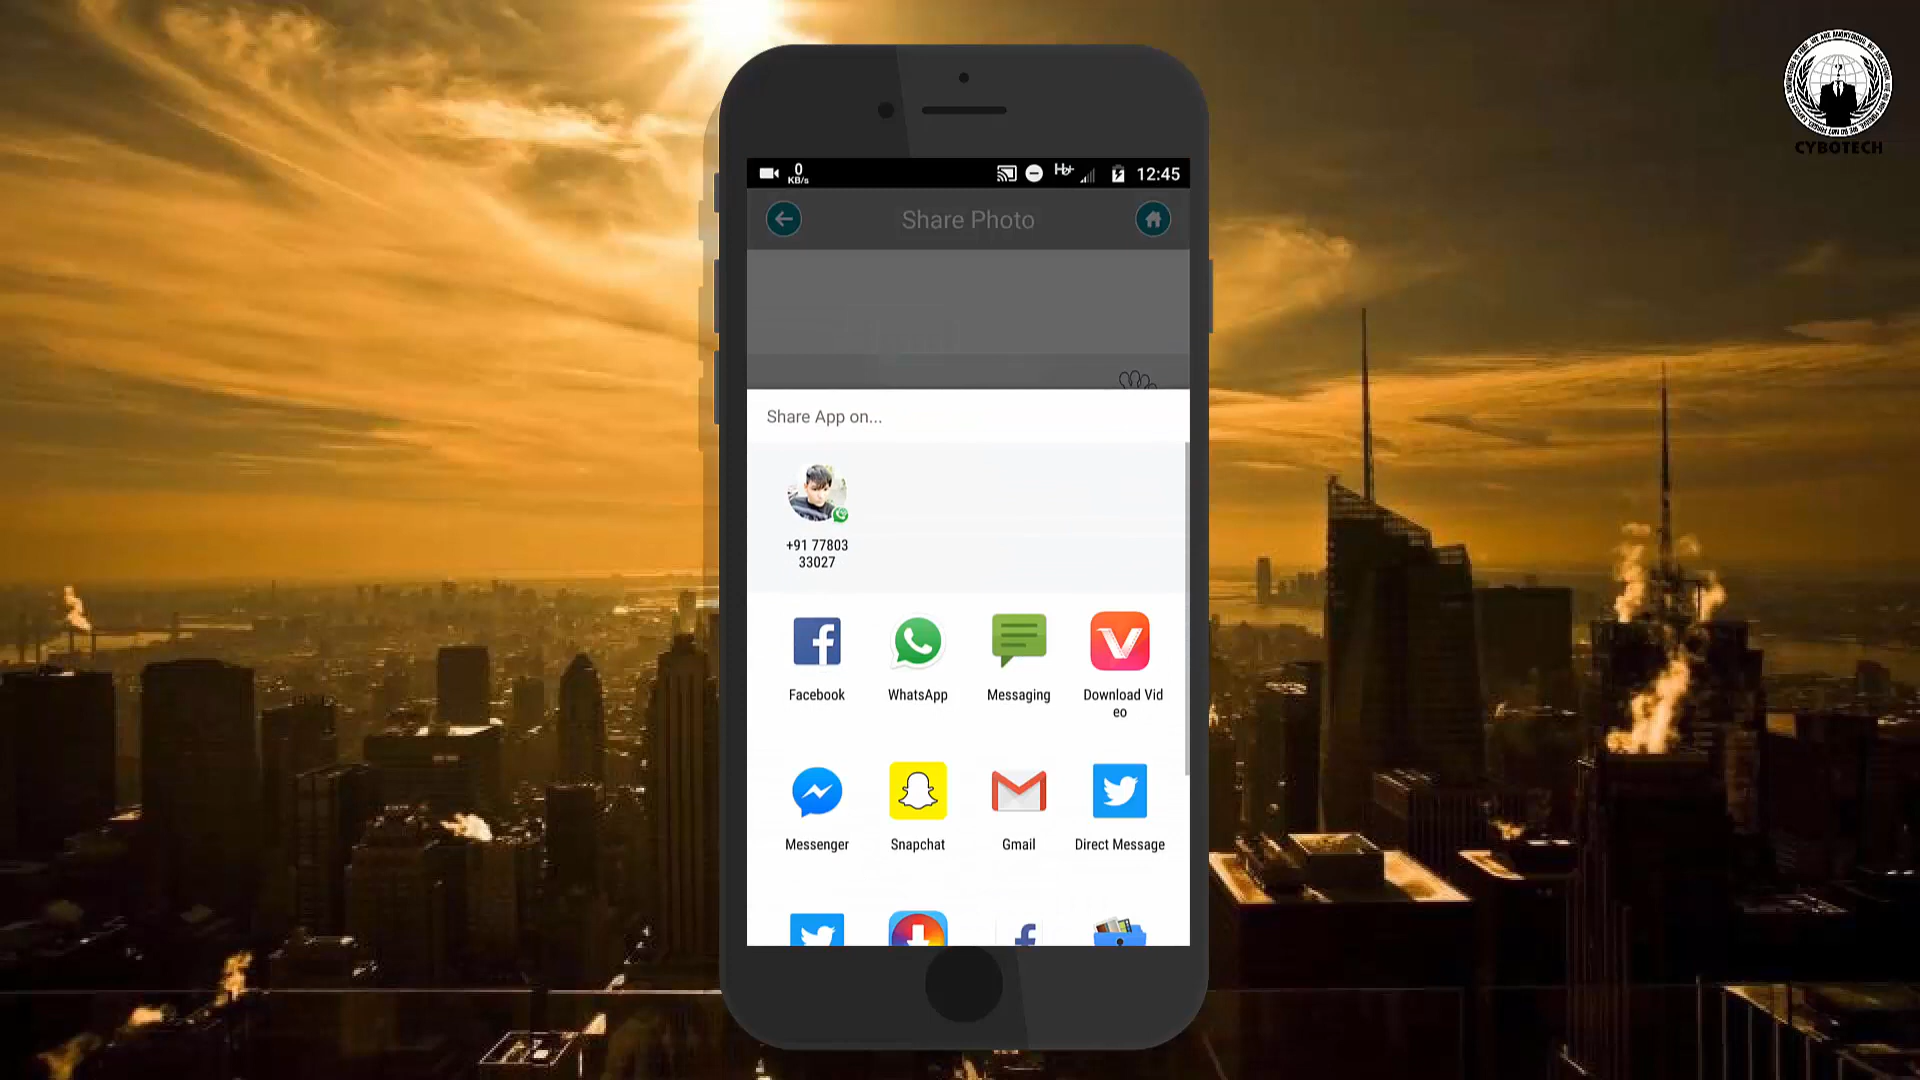 0
KB/s
12:45
Share Photo
Share App on...
+91 77803
33027
Facebook
WhatsApp
Messaging
Download Vid
eo
Messenger
Snapchat
Gmail
Direct Message
CYBOTECH